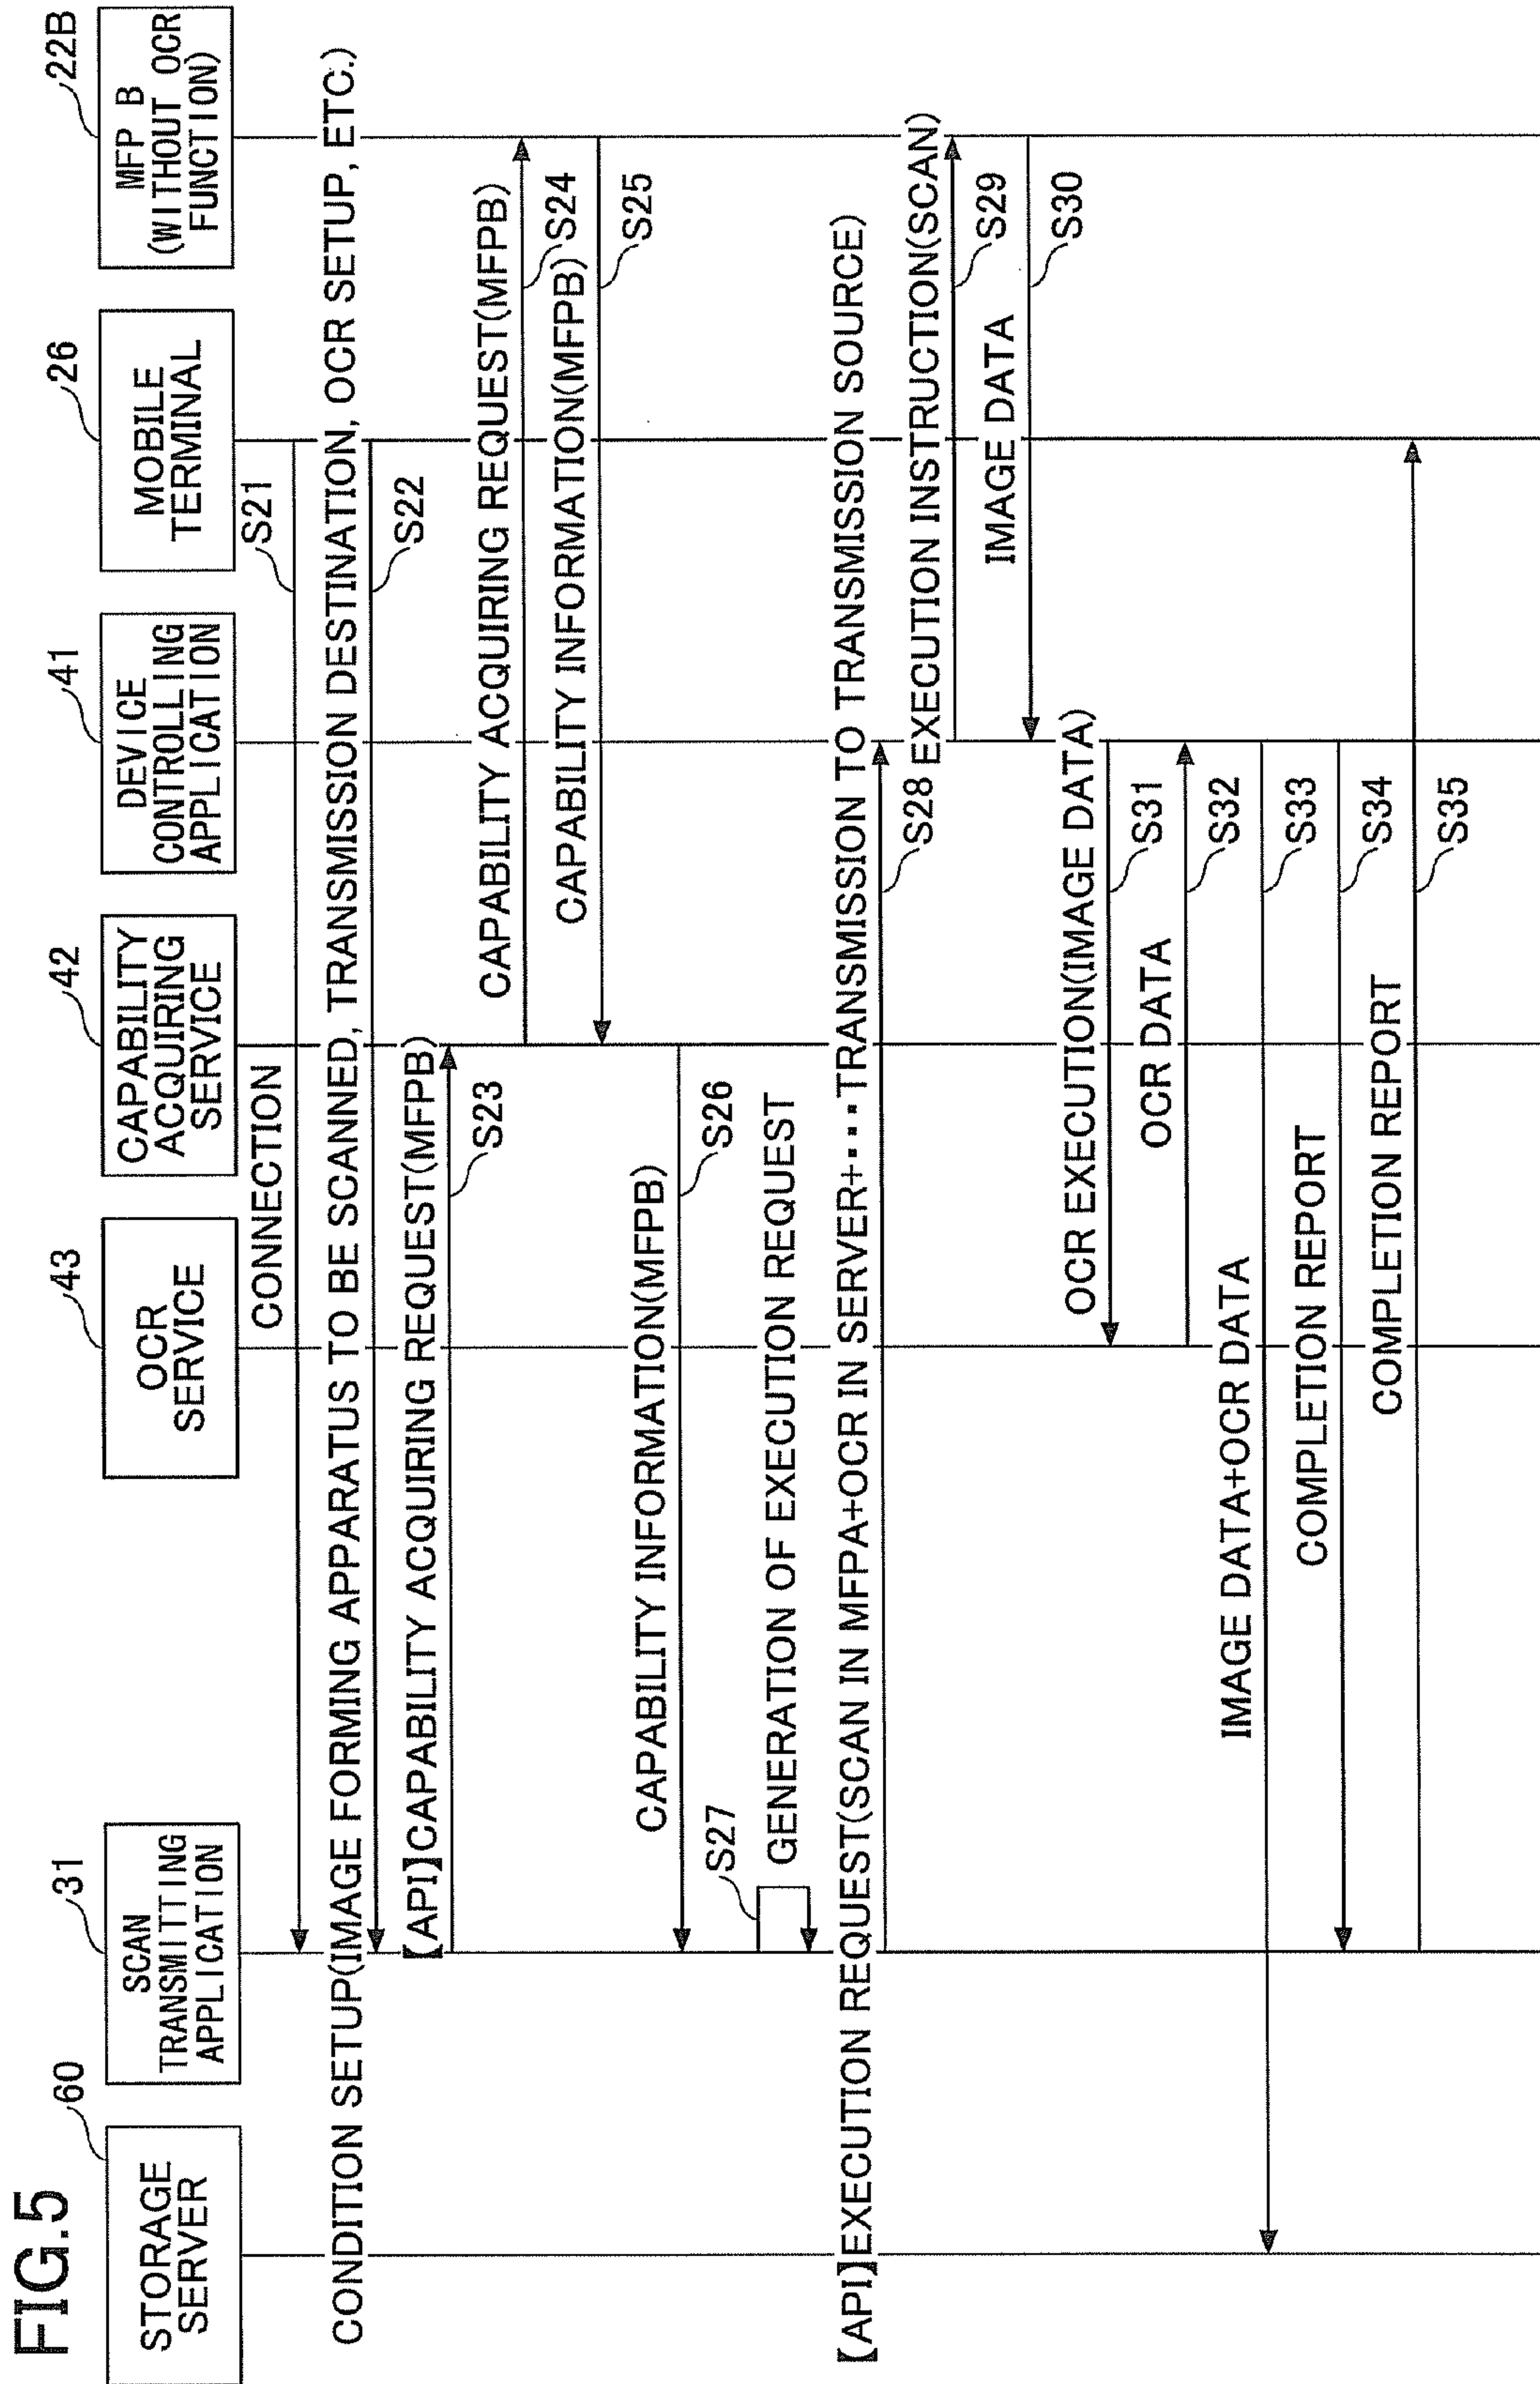 FIG.5
60
STORAGE
SERVER
31
SCAN
TRANSMITTING
APPLICATION
43
OCR
SERVICE
42
CAPABILITY
ACQUIRING
SERVICE
41
DEVICE
CONTROLLING
APPLICATION
26
MOBILE
TERMINAL
22B
MFP B
(WITHOUT OCR
FUNCTION)
CONNECTION
S21
CONDITION SETUP(IMAGE FORMING APPARATUS TO BE SCANNED, TRANSMISSION DESTINATION, OCR SETUP, ETC.)
S22
【API】CAPABILITY ACQUIRING REQUEST(MFPB)
S23
CAPABILITY ACQUIRING REQUEST(MFPB)
S24
CAPABILITY INFORMATION(MFPB)
S25
CAPABILITY INFORMATION(MFPB)
S26
S27
GENERATION OF EXECUTION REQUEST
【API】EXECUTION REQUEST(SCAN IN MFPA+OCR IN SERVER+･･･TRANSMISSION TO TRANSMISSION SOURCE)
S28
EXECUTION INSTRUCTION(SCAN)
S29
IMAGE DATA
S30
OCR EXECUTION(IMAGE DATA)
S31
OCR DATA
S32
IMAGE DATA+OCR DATA
S33
COMPLETION REPORT
S34
COMPLETION REPORT
S35